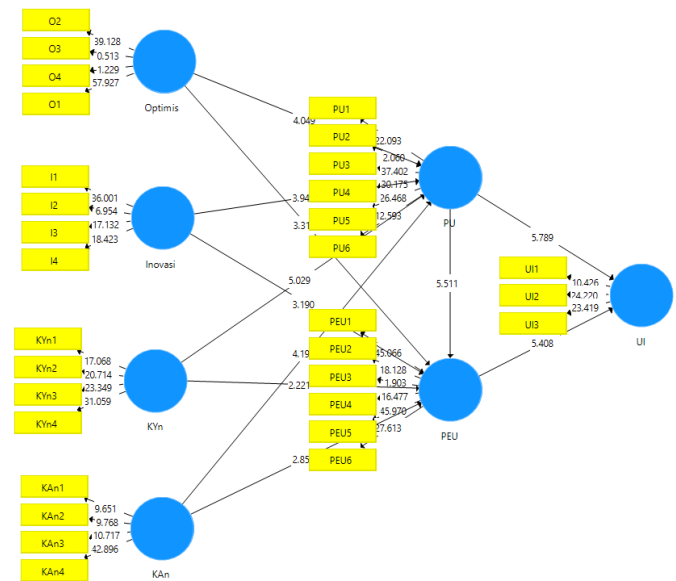 O2
O3
O4
O1
39.128
0.513
1.229
57.927
Optimis
I1
I2
I3
I4
36.001
6.954
17.132
18.423
Inovasi
KYn1
KYn2
KYn3
KYn4
17.068
20.714
23.349
31.059
KYn
KAn1
KAn2
KAn3
KAn4
9.651
9.768
10.717
42.896
KAn
4.049
3.94
3.31
5.029
3.190
4.19
2.221
2.85
PU1
PU2
PU3
PU4
PU5
PU6
22.093
2.060
37.402
30.175
26.468
12.593
PU
PEU1
PEU2
PEU3
PEU4
PEU5
PEU6
45.066
18.128
1.903
16.477
45.970
27.613
PEU
5.511
5.789
5.408
UI1
UI2
UI3
10.426
24.220
23.419
UI